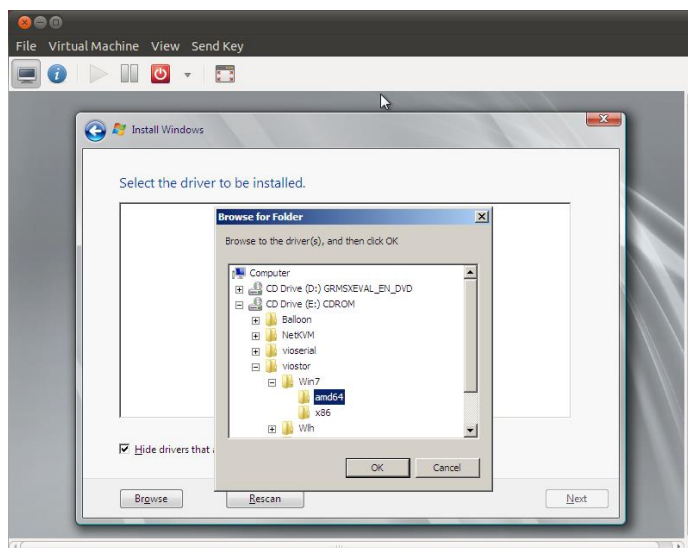 File Virtual Machine View Send Key
Install Windows
Select the driver to be installed.
Browse for Folder
Browse to the driver(s), and then click OK
Computer
CD Drive (D:) GRMSXEVAL_EN_DVD
CD Drive (E:) CDROM
Balloon
NetKVM
vioserial
viostor
Win7
amd64
x86
Wlh
Hide drivers that
OK Cancel
Browse Rescan Next